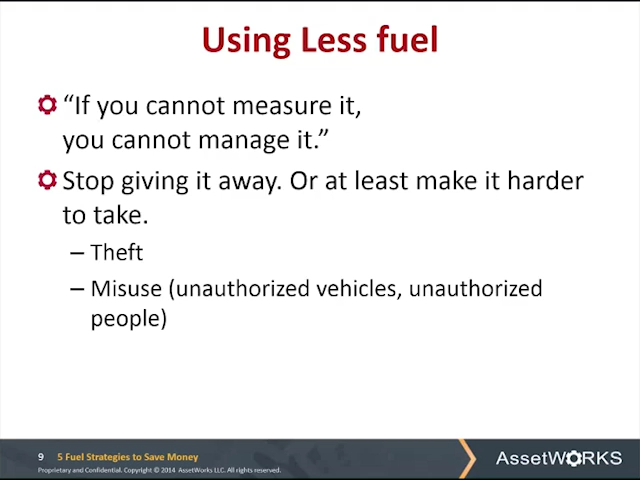 Using Less fuel
“If you cannot measure it,
you cannot manage it.”
Stop giving it away. Or at least make it harder
to take.
– Theft
– Misuse (unauthorized vehicles, unauthorized
people)
9 5 Fuel Strategies to Save Money
Proprietary and Confidential. Copyright © 2014 AssetWorks LLC. All rights reserved.
AssetWORKS